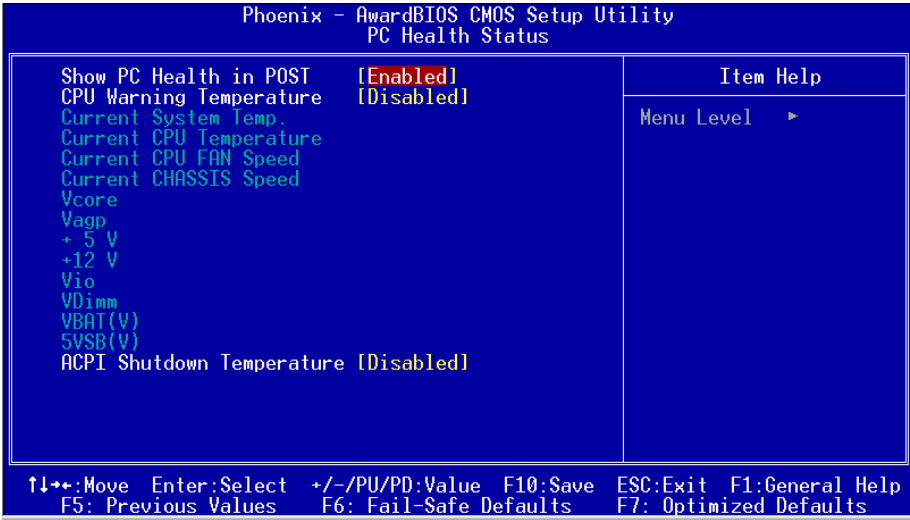 Phoenix - AwardBIOS CMOS Setup Utility
PC Health Status
Show PC Health in POST [Enabled]
CPU Warning Temperature [Disabled]
Current System Temp.
Current CPU Temperature
Current CPU FAN Speed
Current CHASSIS Speed
Vcore
Vagp
+ 5 V
+12 V
Vio
VDimm
VBAT(V)
5VSB(V)
ACPI Shutdown Temperature [Disabled]
Item Help
Menu Level ►
↑↓→←:Move Enter:Select +/-/PU/PD:Value F10:Save ESC:Exit F1:General Help
F5: Previous Values F6: Fail-Safe Defaults F7: Optimized Defaults